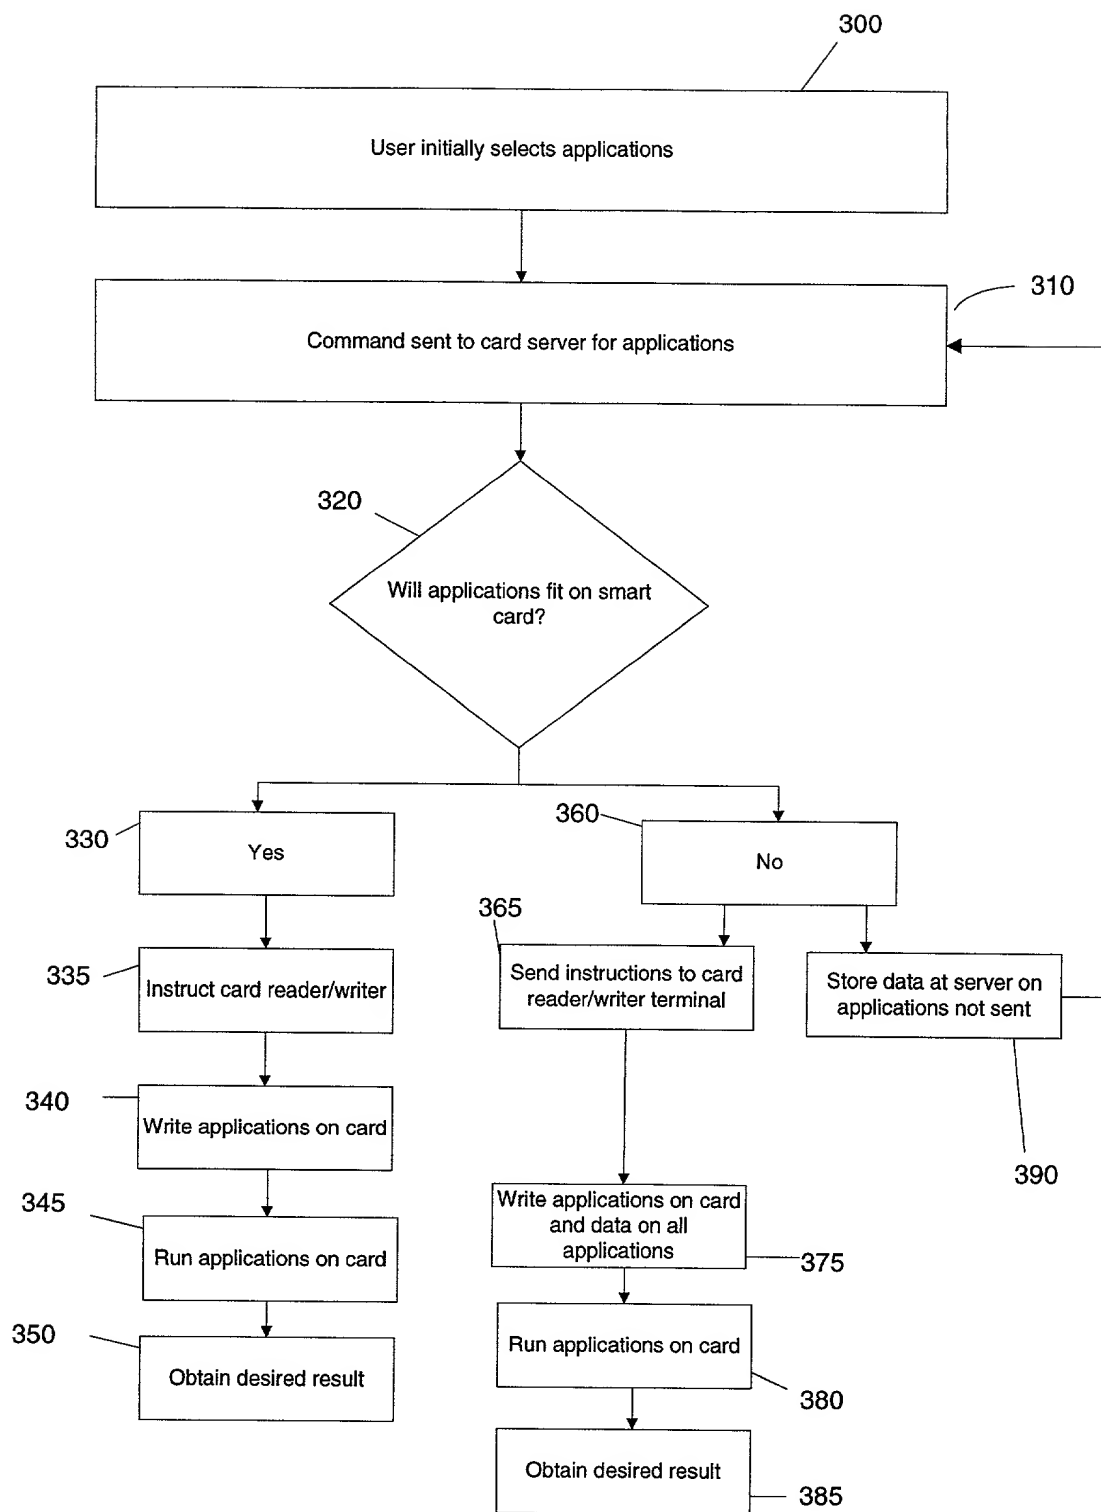 300
User initially selects applications
310
Command sent to card server for applications
320
Will applications fit on smart
card?
330
Yes
360
No
335
Instruct card reader/writer
365
Send instructions to card
reader/writer terminal
Store data at server on
applications not sent
390
340
Write applications on card
345
Run applications on card
Write applications on card
and data on all
applications
375
350
Obtain desired result
Run applications on card
380
Obtain desired result
385